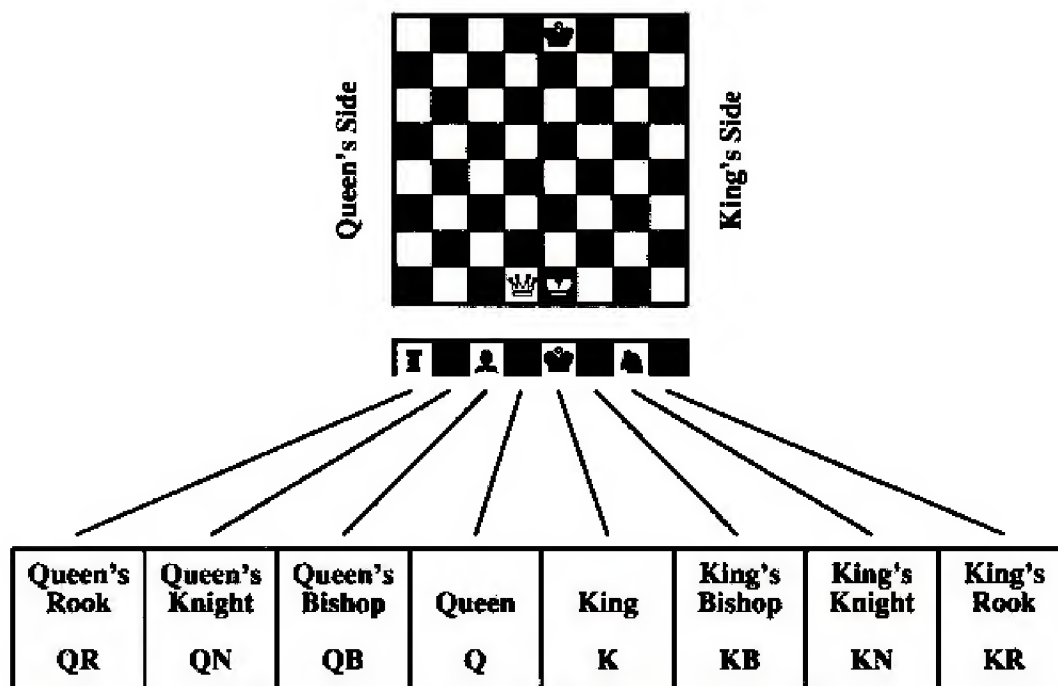 Queen's Side
King's Side
Queen's
Rook
QR
Queen's
Knight
QN
Queen's
Bishop
QB
Queen
Q
King
K
King's
Bishop
KB
King's
Knight
KN
King's
Rook
KR